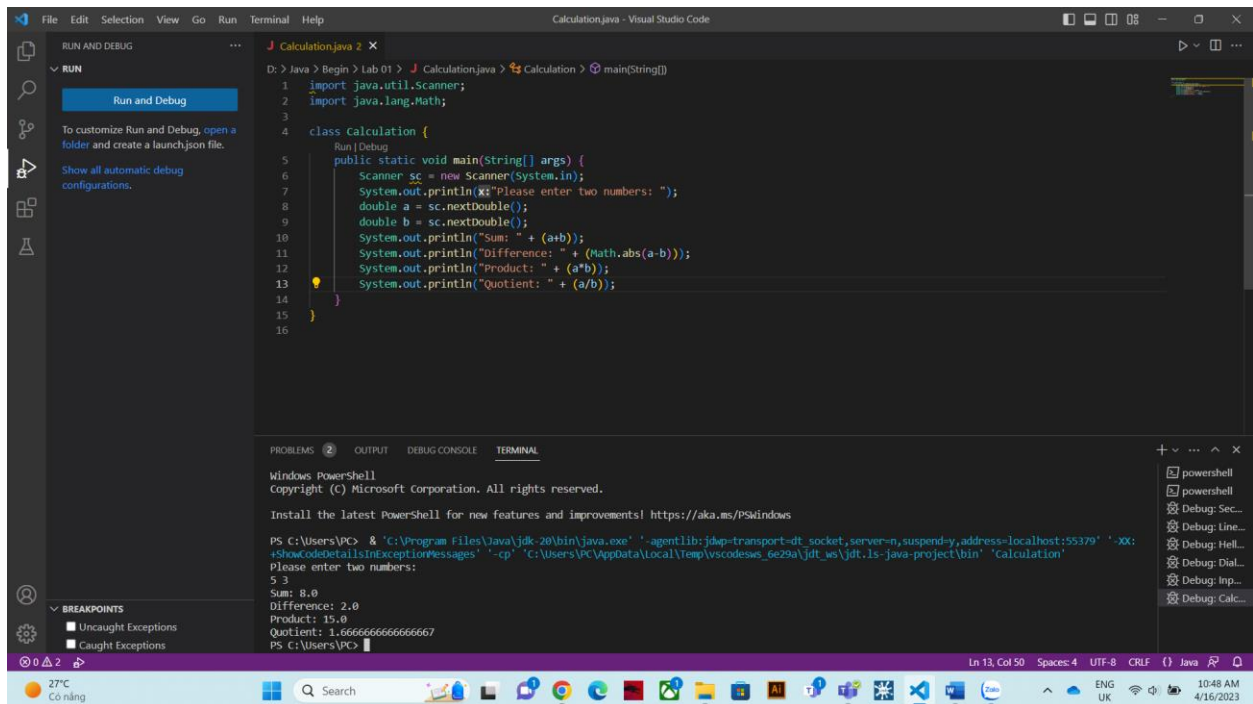 File Edit Selection View Go Run Terminal Help
Calculation.java - Visual Studio Code
RUN AND DEBUG
RUN
Run and Debug
To customize Run and Debug, open a
folder and create a launch.json file.
Show all automatic debug
configurations.
J Calculation.java 2
D: > Java > Begin > Lab 01 > J Calculation.java > Calculation > main(String[])
1 import java.util.Scanner;
2 import java.lang.Math;
3
4 class Calculation {
Run | Debug
5 public static void main(String[] args) {
6 Scanner sc = new Scanner(System.in);
7 System.out.println(x:"Please enter two numbers: ");
8 double a = sc.nextDouble();
9 double b = sc.nextDouble();
10 System.out.println("Sum: " + (a+b));
11 System.out.println("Difference: " + (Math.abs(a-b)));
12 System.out.println("Product: " + (a*b));
13 System.out.println("Quotient: " + (a/b));
14 }
15 }
16
PROBLEMS 2 OUTPUT DEBUG CONSOLE TERMINAL
Windows PowerShell
Copyright (C) Microsoft Corporation. All rights reserved.
Install the latest PowerShell for new features and improvements! https://aka.ms/PSWindows
PS C:\Users\PC> & 'C:\Program Files\Java\jdk-20\bin\java.exe' '-agentlib:jdwp=transport=dt_socket,server=n,suspend=y,address=localhost:55379' '-XX:
+ShowCodeDetailsInExceptionMessages' '-cp' 'C:\Users\PC\AppData\Local\Temp\vscodesws_6e29a\jdt_ws\jdt.ls-java-project\bin' 'Calculation'
Please enter two numbers:
5 3
Sum: 8.0
Difference: 2.0
Product: 15.0
Quotient: 1.6666666666666667
PS C:\Users\PC>
powershell
powershell
Debug: Sec...
Debug: Line...
Debug: Hell...
Debug: Dial...
Debug: Inp...
Debug: Calc...
BREAKPOINTS
Uncaught Exceptions
Caught Exceptions
0 2
Ln 13, Col 50 Spaces: 4 UTF-8 CRLF {} Java
27°C
Có nắng
Search
Ai
W
Zalo
ENG
UK
10:48 AM
4/16/2023